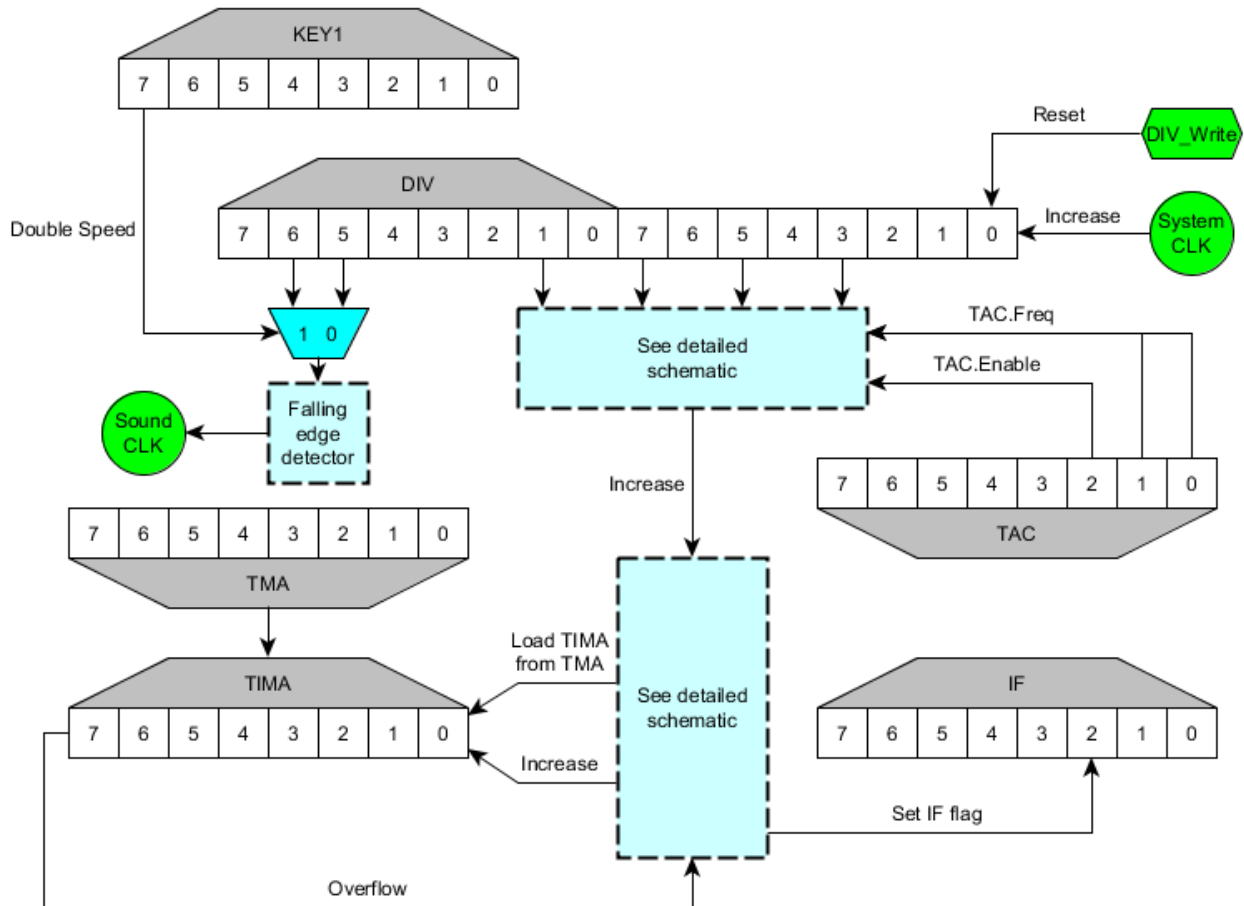 KEY1
7 6 5 4 3 2 1 0
Reset
DIV_Write
DIV
Double Speed
7 6 5 4 3 2 1 0 7 6 5 4 3 2 1 0
Increase
System
CLK
1 0
See detailed
schematic
TAC.Freq
TAC.Enable
Sound
CLK
Falling
edge
detector
Increase
7 6 5 4 3 2 1 0
TAC
7 6 5 4 3 2 1 0
TMA
Load TIMA
from TMA
TIMA
7 6 5 4 3 2 1 0
Increase
See detailed
schematic
IF
7 6 5 4 3 2 1 0
Set IF flag
Overflow